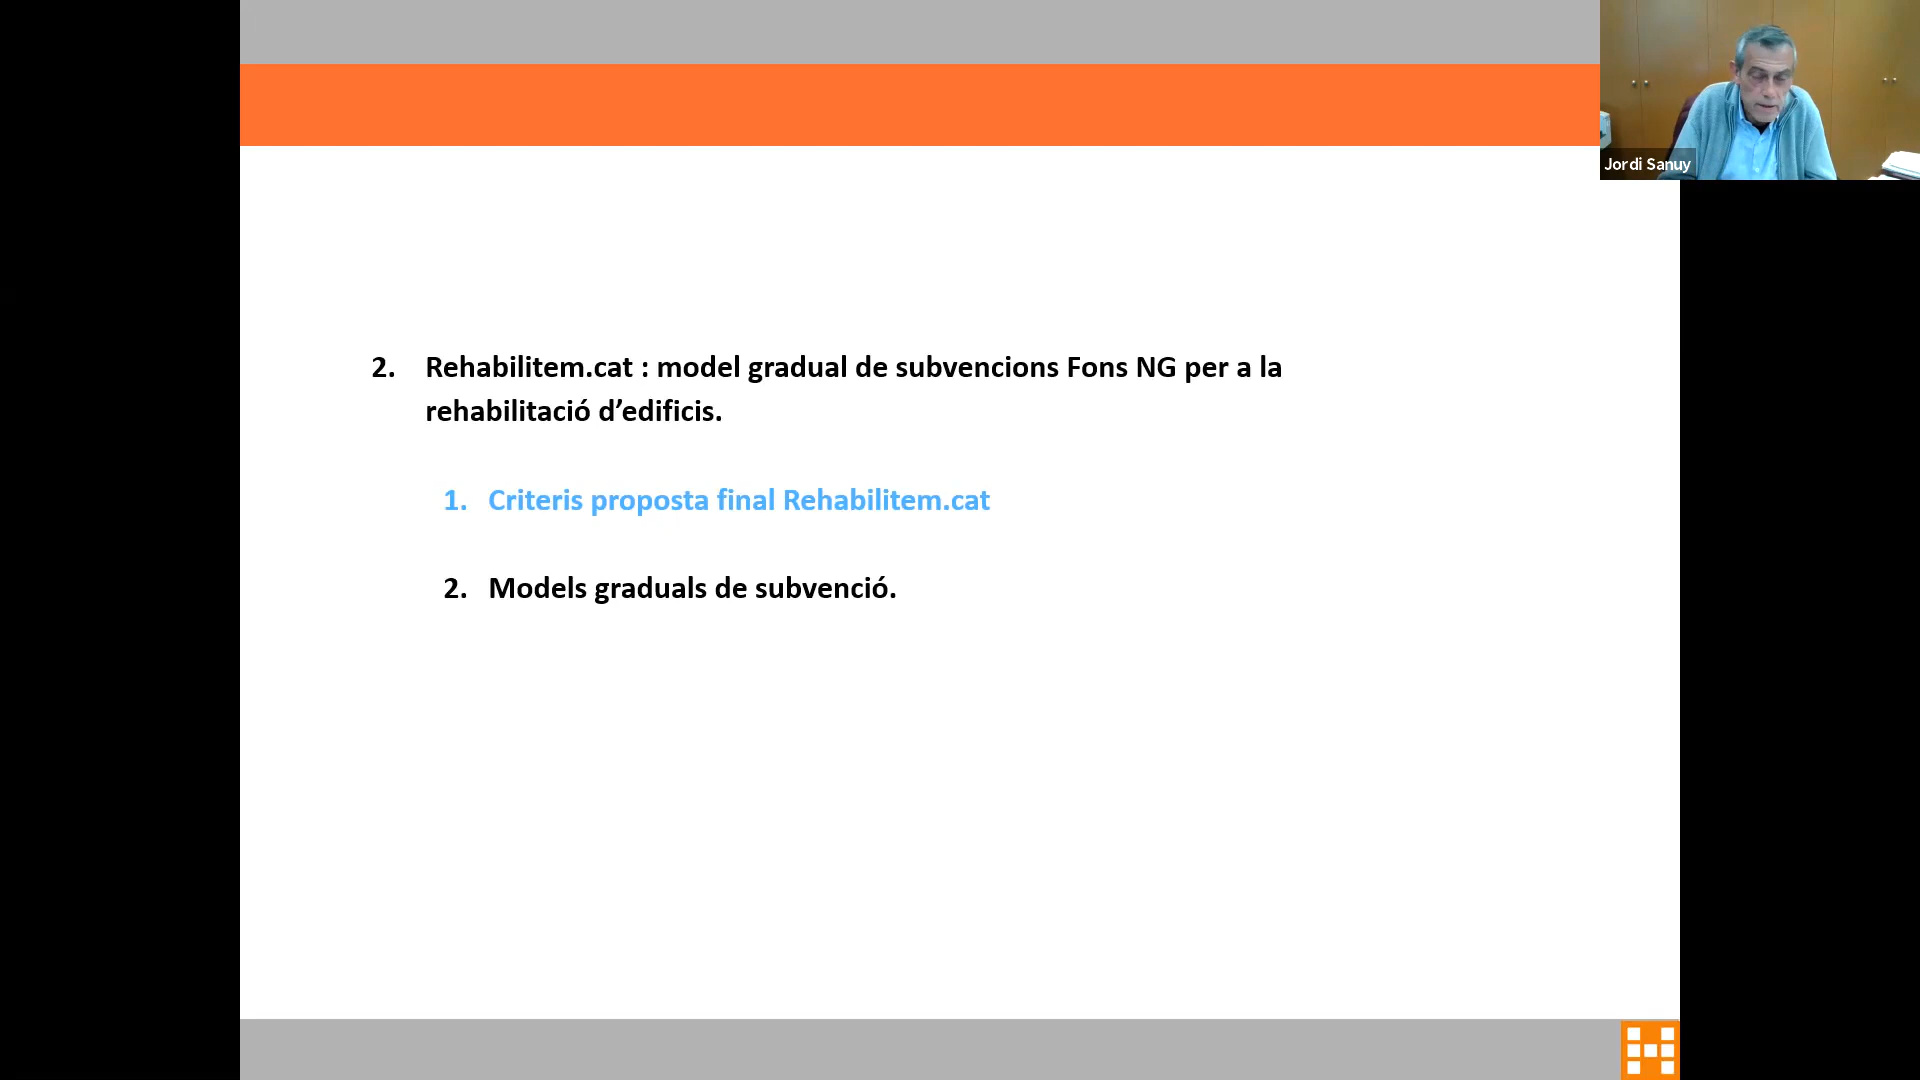 Jordi Sanuy
2. Rehabilitem.cat : model gradual de subvencions Fons NG per a la
rehabilitació d’edificis.
1. Criteris proposta final Rehabilitem.cat
2. Models graduals de subvenció.